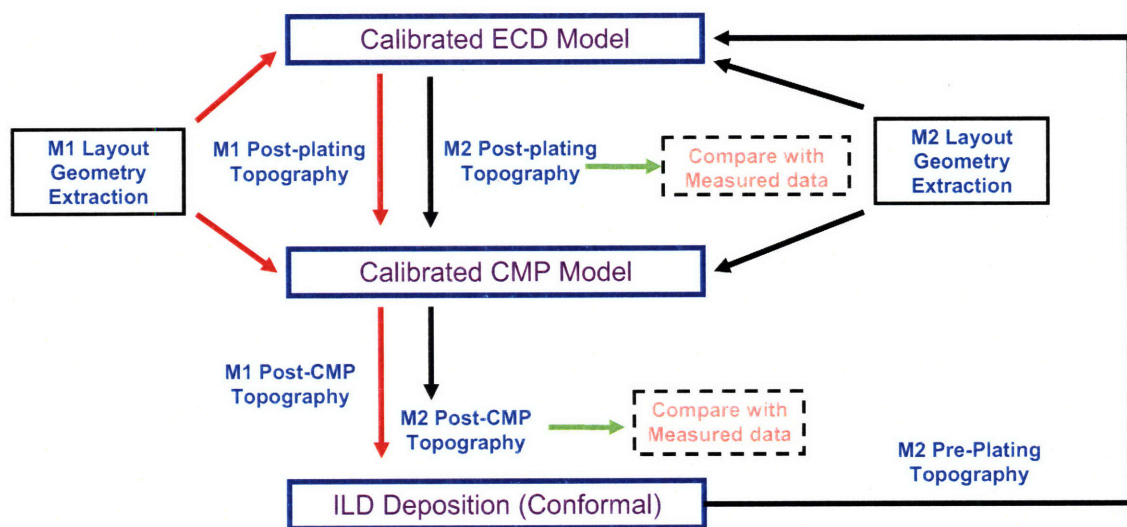 Calibrated ECD Model
M1 Layout
Geometry
Extraction
M1 Post-plating
Topography
M2 Post-plating
Topography
Compare with
Measured data
M2 Layout
Geometry
Extraction
Calibrated CMP Model
M1 Post-CMP
Topography
M2 Post-CMP
Topography
Compare with
Measured data
M2 Pre-Plating
Topography
ILD Deposition (Conformal)